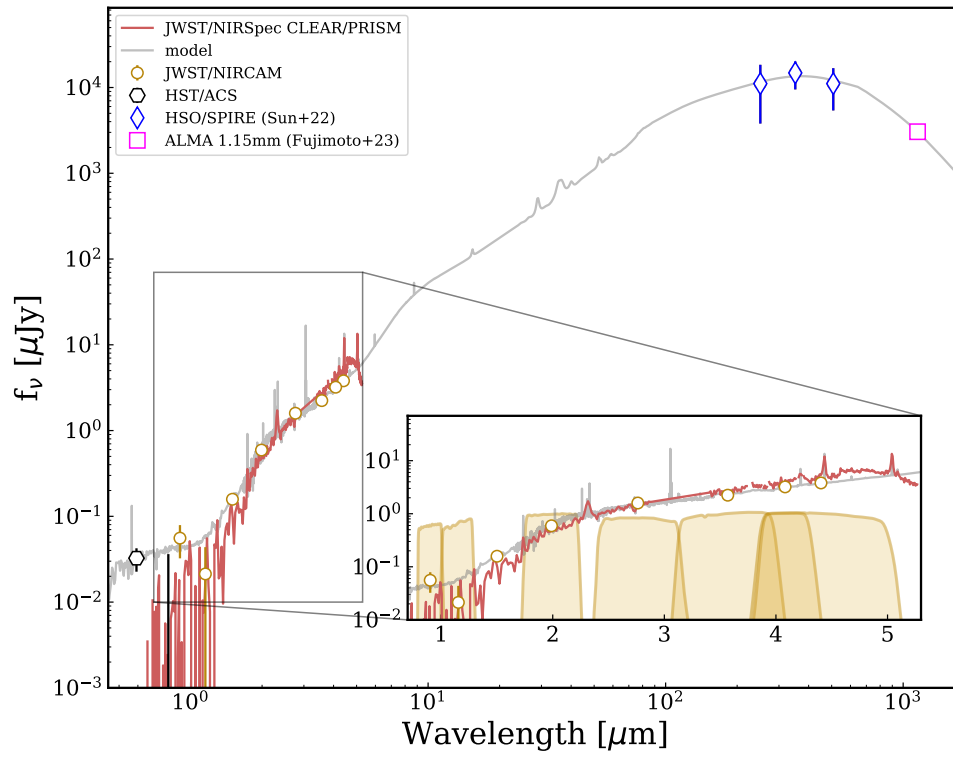 JWST/NIRSpec CLEAR/PRISM
model
JWST/NIRCAM
HST/ACS
HSO/SPIRE (Sun+22)
ALMA 1.15mm (Fujimoto+23)
10⁴
10³
10²
10¹
10⁰
10⁻¹
10⁻²
10⁻³
f_ν [μJy]
10¹
10⁰
10⁻¹
10⁻²
1 2 3 4 5
10⁰ 10¹ 10² 10³
Wavelength [μm]